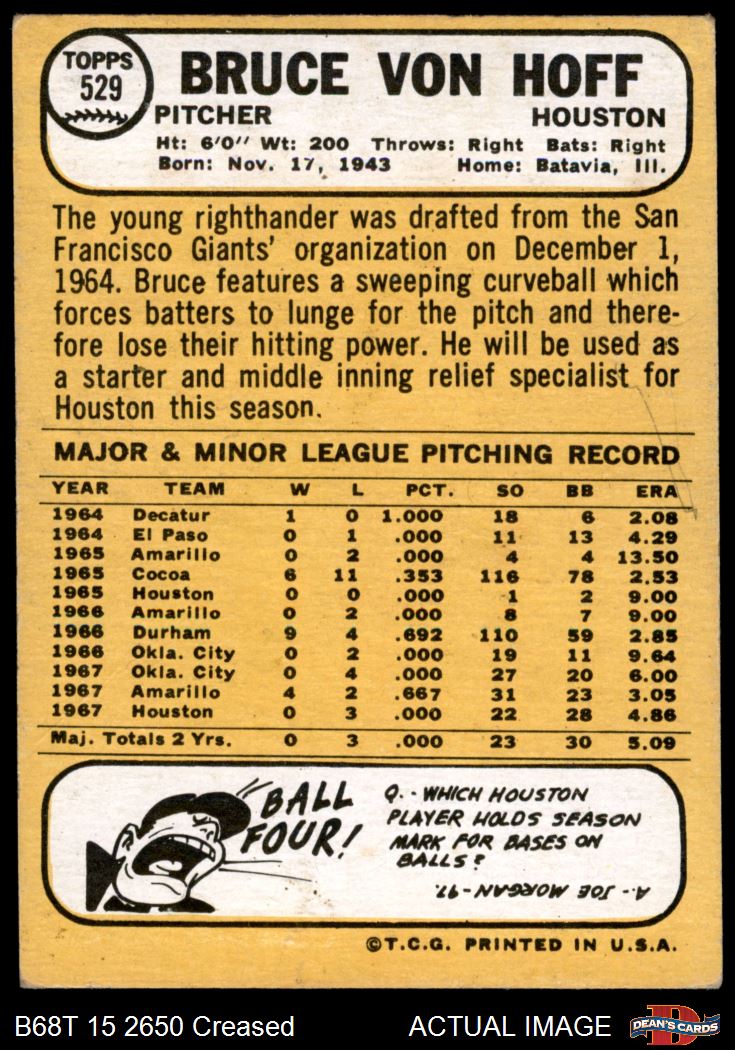 TOPPS
529
BRUCE VON HOFF
PITCHER HOUSTON
Ht: 6'0" Wt: 200 Throws: Right Bats: Right
Born: Nov. 17, 1943 Home: Batavia, Ill.
The young righthander was drafted from the San
Francisco Giants' organization on December 1,
1964. Bruce features a sweeping curveball which
forces batters to lunge for the pitch and there-
fore lose their hitting power. He will be used as
a starter and middle inning relief specialist for
Houston this season.
MAJOR & MINOR LEAGUE PITCHING RECORD
YEAR TEAM W L PCT. SO BB ERA
1964 Decatur 1 0 1.000 18 6 2.08
1964 El Paso 0 1 .000 11 13 4.29
1965 Amarillo 0 2 .000 4 4 13.50
1965 Cocoa 6 11 .353 116 78 2.53
1965 Houston 0 0 .000 1 2 9.00
1966 Amarillo 0 2 .000 8 7 9.00
1966 Durham 9 4 .692 110 59 2.85
1966 Okla. City 0 2 .000 19 11 9.64
1967 Okla. City 0 4 .000 27 20 6.00
1967 Amarillo 4 2 .667 31 23 3.05
1967 Houston 0 3 .000 22 28 4.86
Maj. Totals 2 Yrs. 0 3 .000 23 30 5.09
BALL
FOUR!
Q.-WHICH HOUSTON
PLAYER HOLDS SEASON
MARK FOR BASES ON
BALLS?
A.-JOE MORGAN-97.
©T.C.G. PRINTED IN U.S.A.
B68T 15 2650 Creased ACTUAL IMAGE
D
DEAN'S CARDS